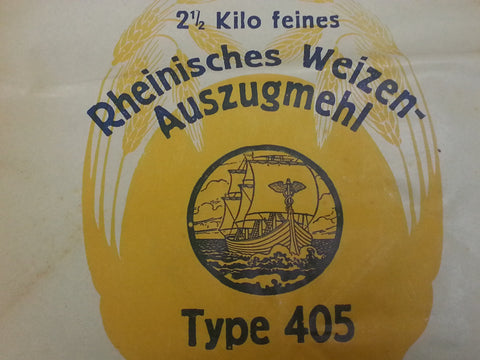 2½ Kilo feines
Rheinisches Weizen-
Auszugmehl
Type 405